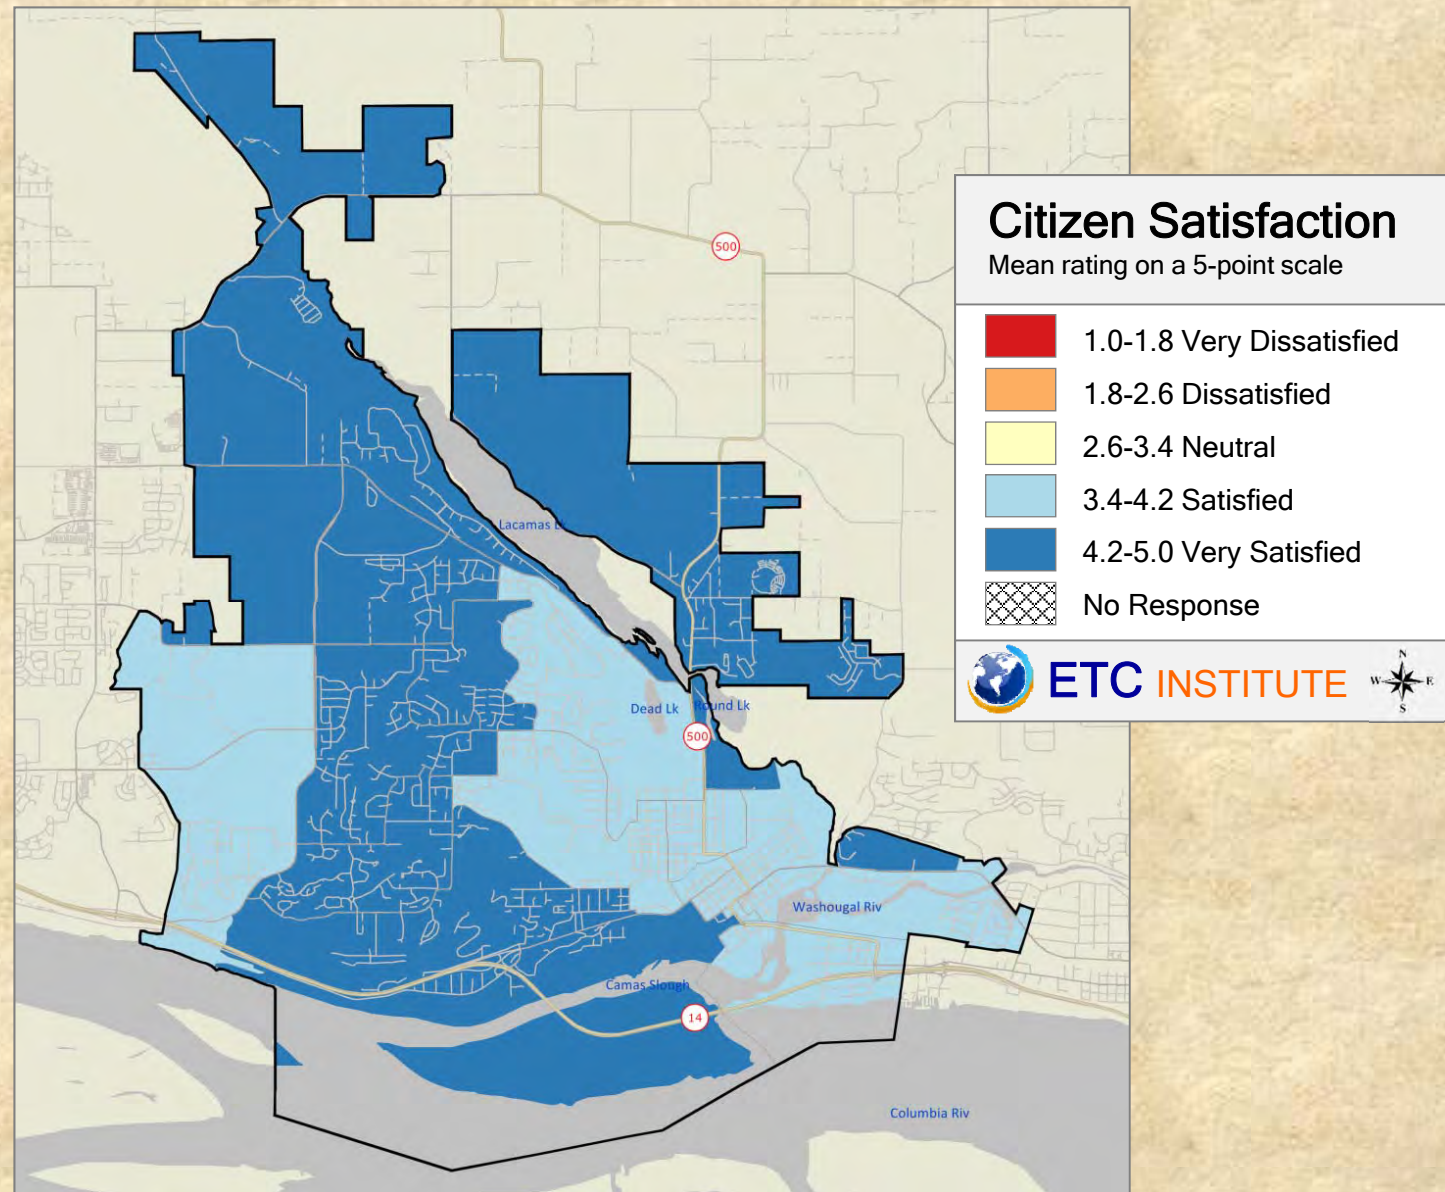 500
Citizen Satisfaction
Mean rating on a 5-point scale
1.0-1.8 Very Dissatisfied
1.8-2.6 Dissatisfied
2.6-3.4 Neutral
3.4-4.2 Satisfied
4.2-5.0 Very Satisfied
No Response
ETC INSTITUTE
N
W E
S
Lacamas Lk
Dead Lk
Round Lk
500
Washougal Riv
Camas Slough
14
Columbia Riv